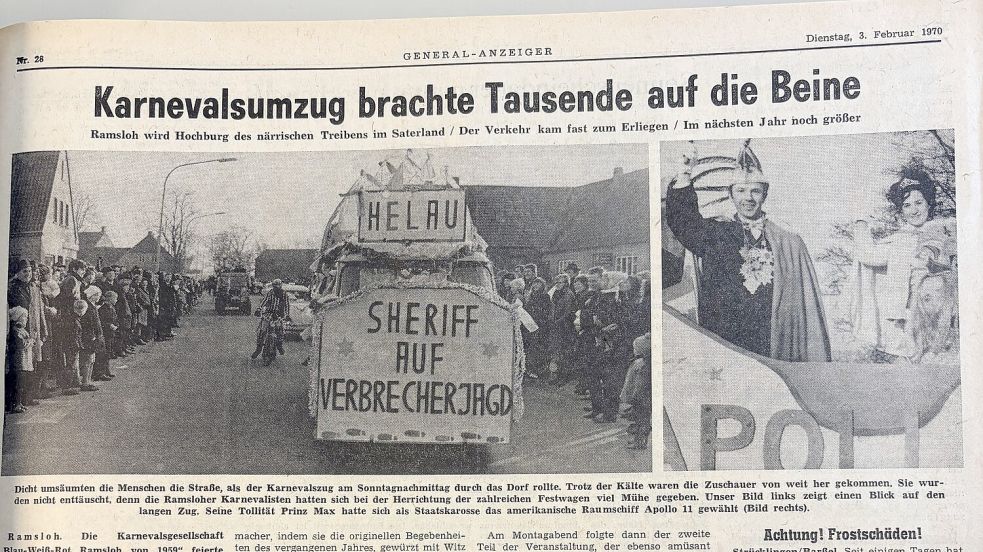 Nr. 28
GENERAL-ANZEIGER
Dienstag, 3. Februar 1970
Karnevalsumzug brachte Tausende auf die Beine
Ramsloh wird Hochburg des närrischen Treibens im Saterland / Der Verkehr kam fast zum Erliegen / Im nächsten Jahr noch größer
HELAU
SHERIFF
AUF
VERBRECHERJAGD
APOLL
Dicht umsäumten die Menschen die Straße, als der Karnevalszug am Sonntagnachmittag durch das Dorf rollte. Trotz der Kälte waren die Zuschauer von weit her gekommen. Sie wur-
den nicht enttäuscht, denn die Ramsloher Karnevalisten hatten sich bei der Herrichtung der zahlreichen Festwagen viel Mühe gegeben. Unser Bild links zeigt einen Blick auf den
langen Zug. Seine Tollität Prinz Max hatte sich als Staatskarosse das amerikanische Raumschiff Apollo 11 gewählt (Bild rechts).
Ramsloh. Die Karnevalsgesellschaft
„Blau-Weiß-Rot Ramsloh von 1959" feierte
macher, indem sie die originellen Begebenhei-
ten des vergangenen Jahres, gewürzt mit Witz
Am Montagabend folgte dann der zweite
Teil der Veranstaltung, der ebenso amüsant
Achtung! Frostschäden!
Strücklingen/Barßel. Seit einigen Tagen hat